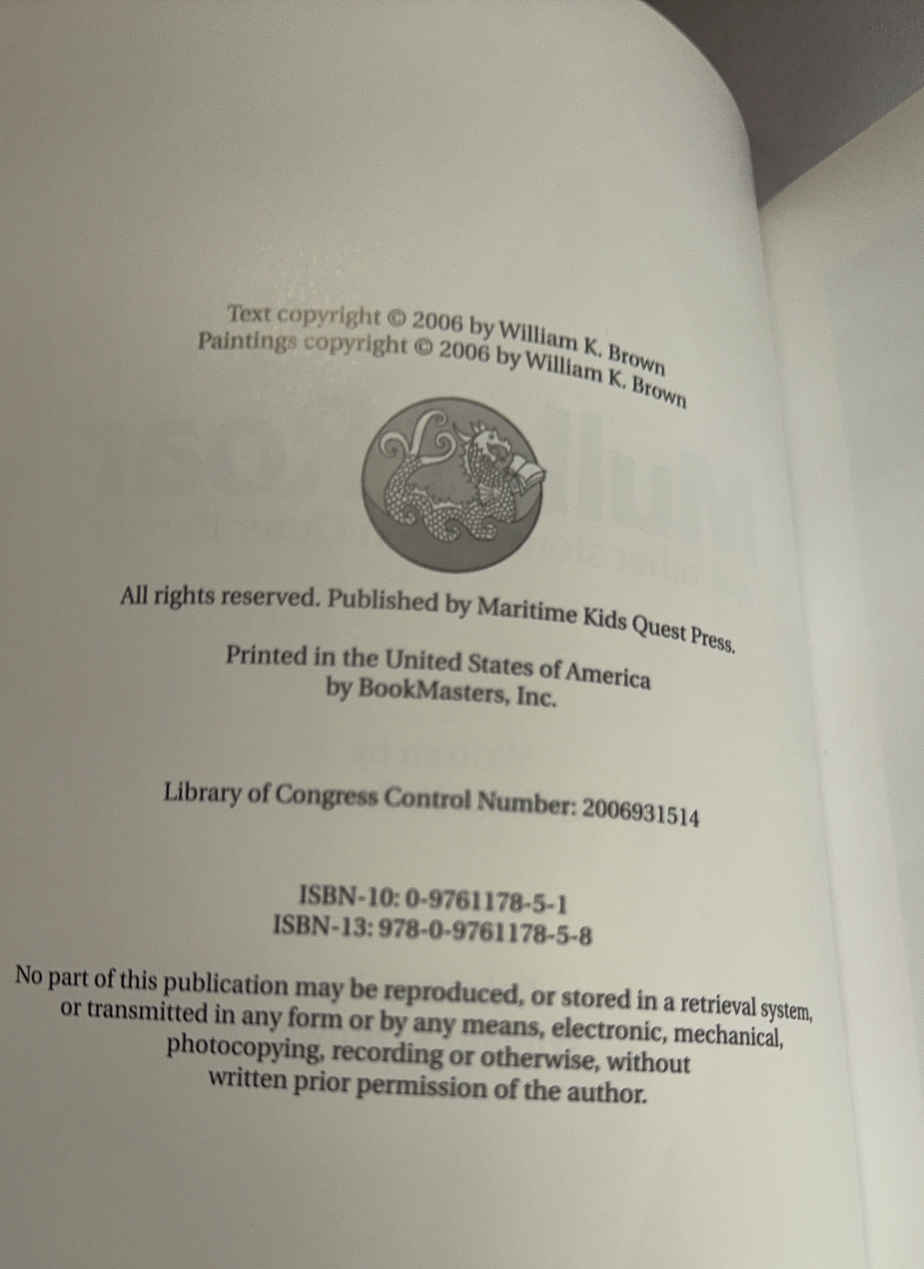 Text copyright © 2006 by William K. Brown
Paintings copyright © 2006 by William K. Brown
All rights reserved. Published by Maritime Kids Quest Press.
Printed in the United States of America
by BookMasters, Inc.
Library of Congress Control Number: 2006931514
ISBN-10: 0-9761178-5-1
ISBN-13: 978-0-9761178-5-8
No part of this publication may be reproduced, or stored in a retrieval system,
or transmitted in any form or by any means, electronic, mechanical,
photocopying, recording or otherwise, without
written prior permission of the author.